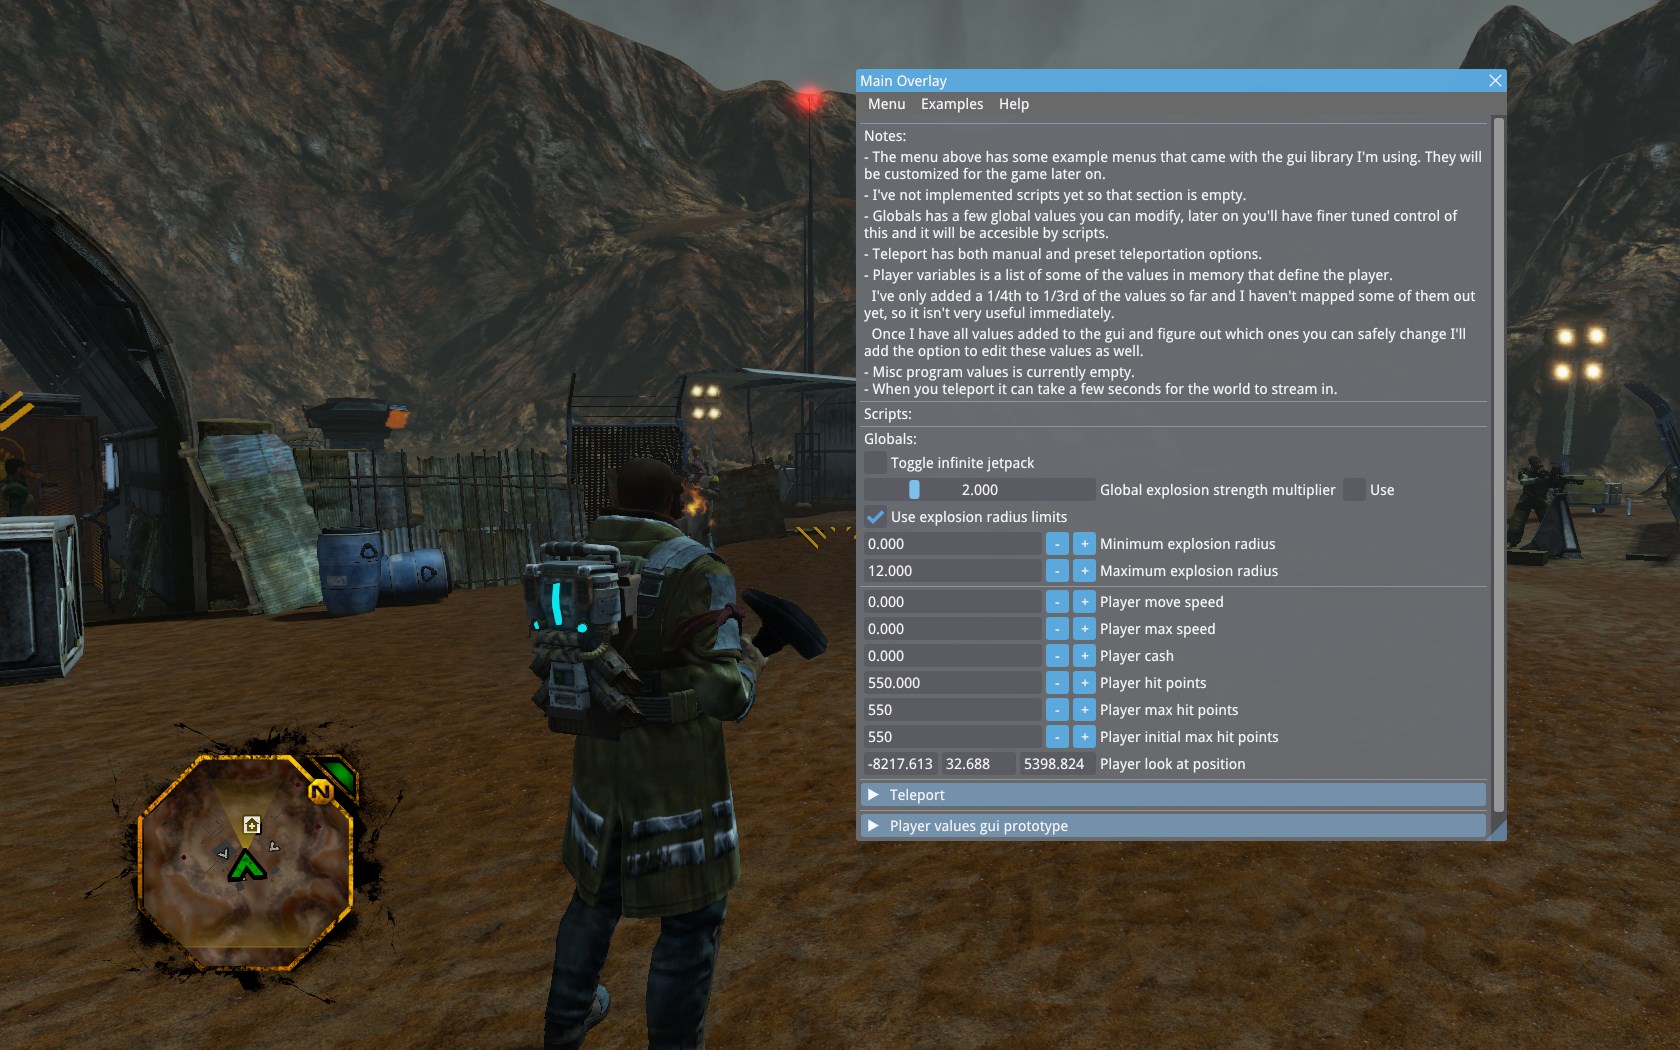 Main Overlay
Menu Examples Help
Notes:
- The menu above has some example menus that came with the gui library I'm using. They will
be customized for the game later on.
- I've not implemented scripts yet so that section is empty.
- Globals has a few global values you can modify, later on you'll have finer tuned control of
this and it will be accesible by scripts.
- Teleport has both manual and preset teleportation options.
- Player variables is a list of some of the values in memory that define the player.
I've only added a 1/4th to 1/3rd of the values so far and I haven't mapped some of them out
yet, so it isn't very useful immediately.
Once I have all values added to the gui and figure out which ones you can safely change I'll
add the option to edit these values as well.
- Misc program values is currently empty.
- When you teleport it can take a few seconds for the world to stream in.
Scripts:
Globals:
Toggle infinite jetpack
2.000 Global explosion strength multiplier Use
Use explosion radius limits
0.000 - + Minimum explosion radius
12.000 - + Maximum explosion radius
0.000 - + Player move speed
0.000 - + Player max speed
0.000 - + Player cash
550.000 - + Player hit points
550 - + Player max hit points
550 - + Player initial max hit points
-8217.613 32.688 5398.824 Player look at position
Teleport
Player values gui prototype
N